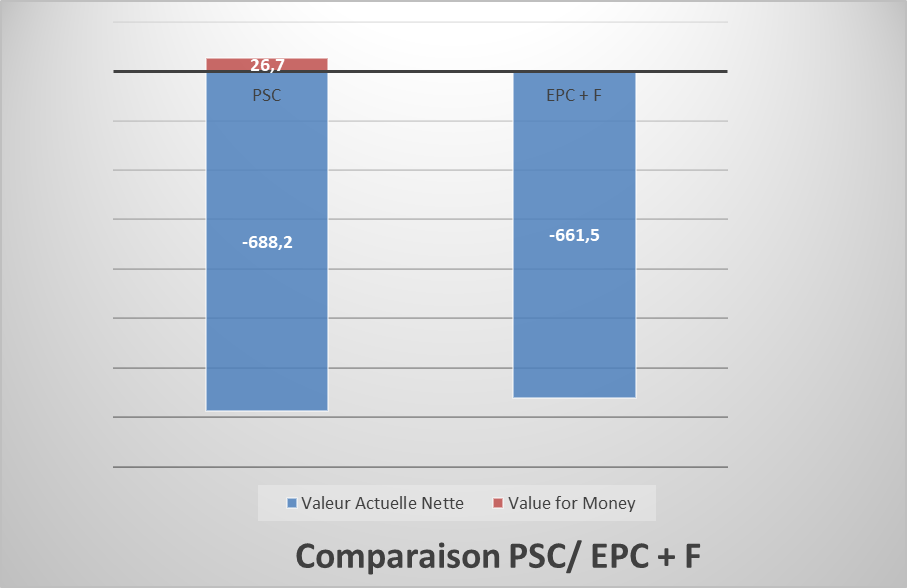 26,7
PSC
EPC + F
-688,2
-661,5
Valeur Actuelle Nette
Value for Money
Comparaison PSC/ EPC + F